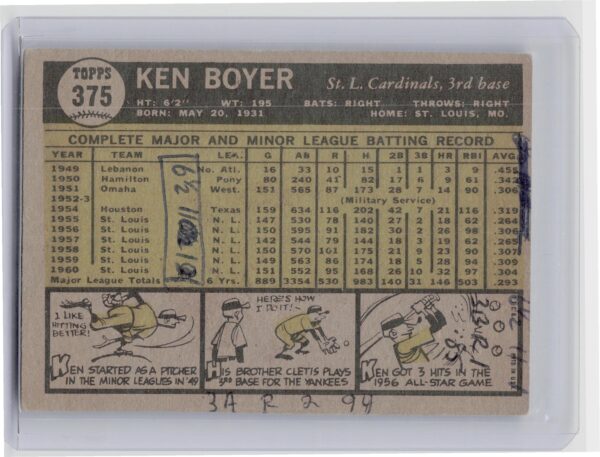 TOPPS
375
KEN BOYER St. L. Cardinals, 3rd base
HT: 6'2" WT: 195 BATS: RIGHT THROWS: RIGHT
BORN: MAY 20, 1931 HOME: ST. LOUIS, MO.
COMPLETE MAJOR AND MINOR LEAGUE BATTING RECORD
YEAR TEAM LEA. G AB R H 2B 3B HR RBI AVG.
1949 Lebanon No. Atl. 16 33 10 15 1 1 3 9 .455
1950 Hamilton Pony 80 240 41 82 17 6 9 61 .342
1951 Omaha West. 151 565 87 173 28 7 14 90 .306
1952-3 (Military Service)
1954 Houston Texas 159 634 116 202 42 7 21 116 .319
1955 St. Louis N. L. 147 530 78 140 27 2 18 62 .264
1956 St. Louis N. L. 150 595 91 182 30 2 26 98 .306
1957 St. Louis N. L. 142 544 79 144 18 3 19 62 .265
1958 St. Louis N. L. 150 570 101 175 21 9 23 90 .307
1959 St. Louis N. L. 149 563 86 174 18 5 28 94 .309
1960 St. Louis N. L. 151 552 95 168 26 10 32 97 .304
Major League Totals 6 Yrs. 889 3354 530 983 140 31 146 503 .293
I LIKE
HITTING
BETTER!
KEN STARTED AS A PITCHER
IN THE MINOR LEAGUES IN '49
HERE'S HOW
I DO IT!
HIS BROTHER CLETIS PLAYS
3RD BASE FOR THE YANKEES
KEN GOT 3 HITS IN THE
1956 ALL-STAR GAME
3A R 2 94